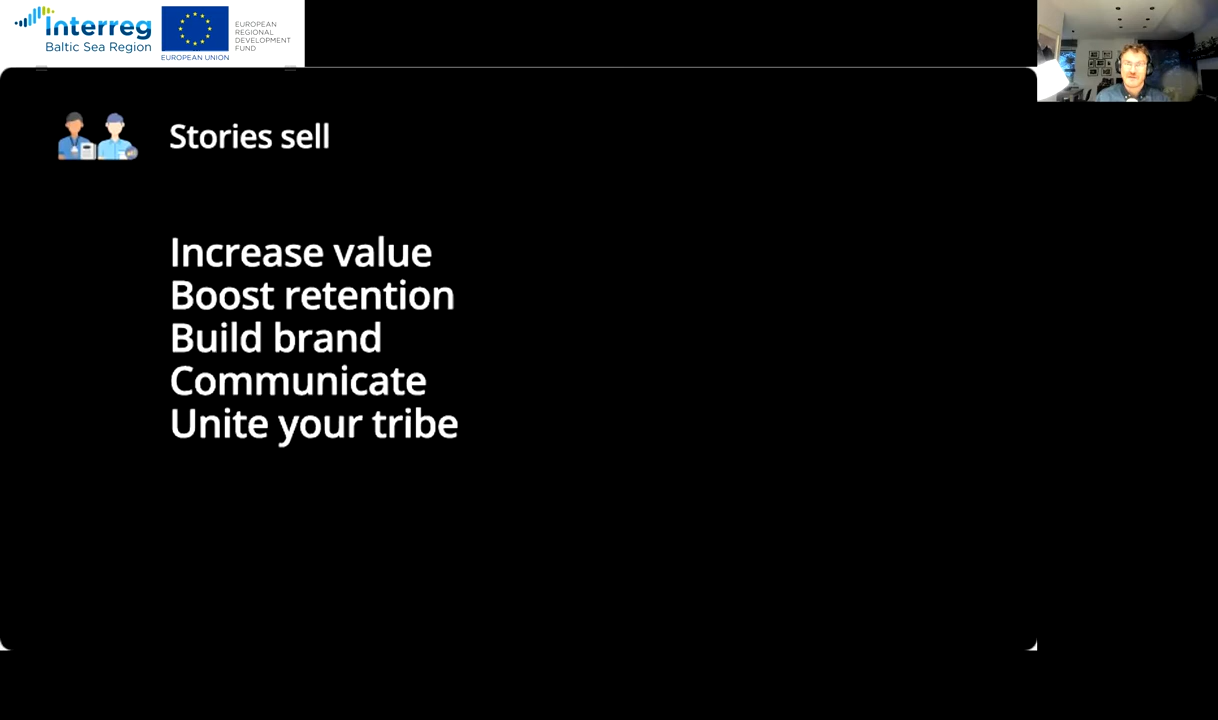 Interreg
Baltic Sea Region
EUROPEAN UNION
EUROPEAN
REGIONAL
DEVELOPMENT
FUND
Stories sell
Increase value
Boost retention
Build brand
Communicate
Unite your tribe